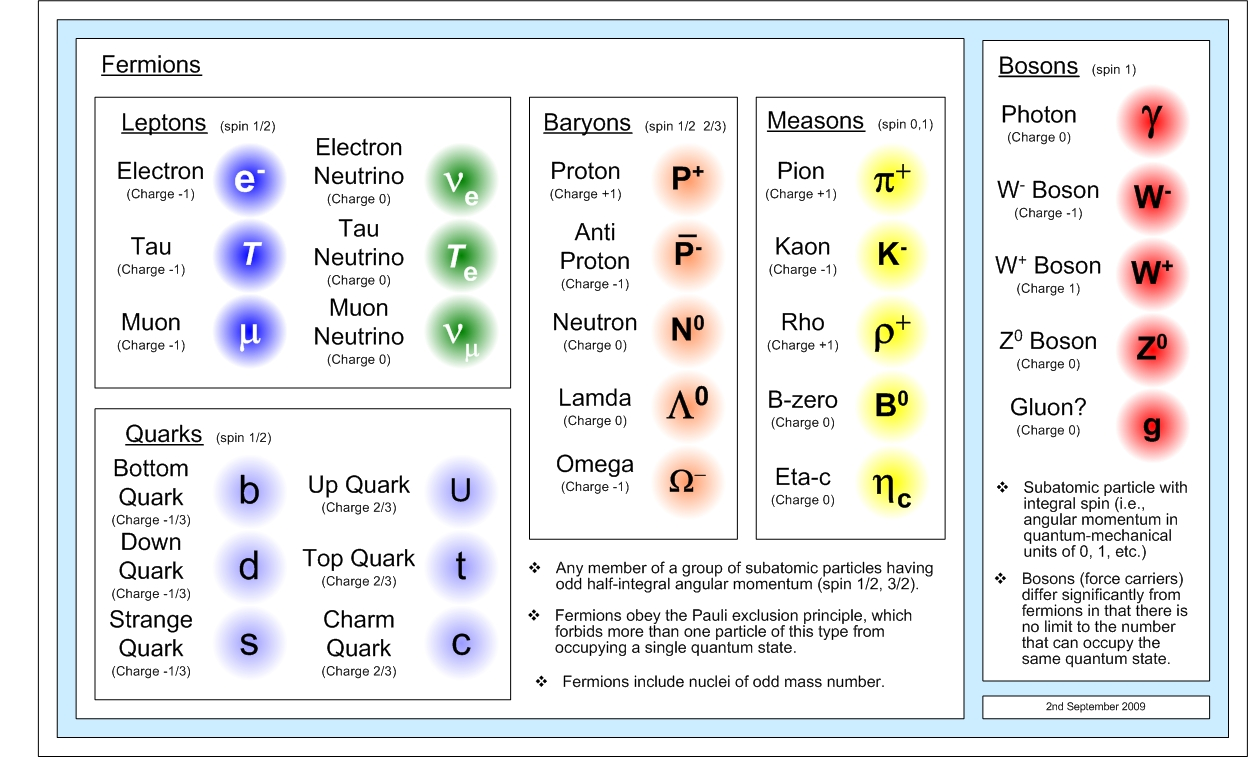 Fermions
Leptons (spin 1/2)
Electron
(Charge -1)
e-
Electron
Neutrino
(Charge 0)
νe
Tau
(Charge -1)
T
Tau
Neutrino
(Charge 0)
Te
Muon
(Charge -1)
μ
Muon
Neutrino
(Charge 0)
νμ
Quarks (spin 1/2)
Bottom
Quark
(Charge -1/3)
b
Up Quark
(Charge 2/3)
U
Down
Quark
(Charge -1/3)
d
Top Quark
(Charge 2/3)
t
Strange
Quark
(Charge -1/3)
s
Charm
Quark
(Charge 2/3)
c
Baryons (spin 1/2 2/3)
Proton
(Charge +1)
P+
Anti
Proton
(Charge -1)
P̅-
Neutron
(Charge 0)
N0
Lamda
(Charge 0)
Λ0
Omega
(Charge -1)
Ω−
Measons (spin 0,1)
Pion
(Charge +1)
π+
Kaon
(Charge -1)
K-
Rho
(Charge +1)
ρ+
B-zero
(Charge 0)
B0
Eta-c
(Charge 0)
ηc
❖ Any member of a group of subatomic particles having
odd half-integral angular momentum (spin 1/2, 3/2).
❖ Fermions obey the Pauli exclusion principle, which
forbids more than one particle of this type from
occupying a single quantum state.
❖ Fermions include nuclei of odd mass number.
Bosons (spin 1)
Photon
(Charge 0)
γ
W- Boson
(Charge -1)
W-
W+ Boson
(Charge 1)
W+
Z0 Boson
(Charge 0)
Z0
Gluon?
(Charge 0)
g
❖ Subatomic particle with
integral spin (i.e.,
angular momentum in
quantum-mechanical
units of 0, 1, etc.)
❖ Bosons (force carriers)
differ significantly from
fermions in that there is
no limit to the number
that can occupy the
same quantum state.
2nd September 2009